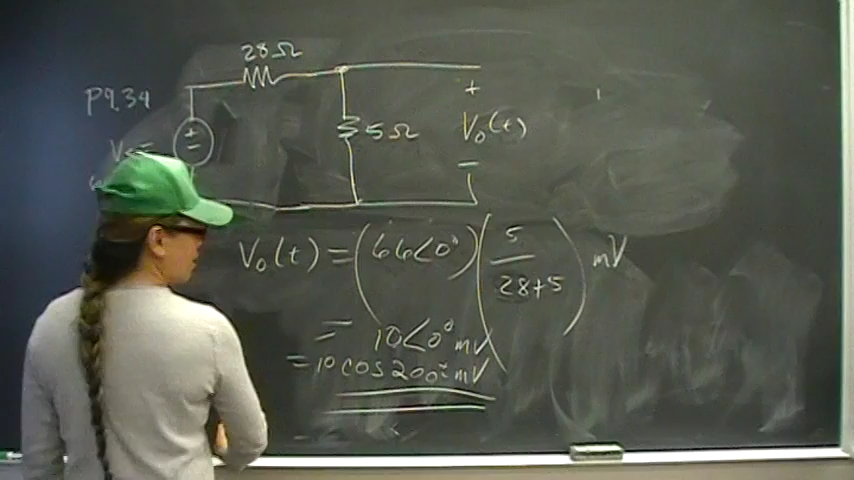 28Ω
P9.34
+
5Ω
+
V₀(t)
−
+
−
V₀(t) = (66∠0°)(5/(28+5)) mV
= 10∠0° mV
= 10 cos 200t mV